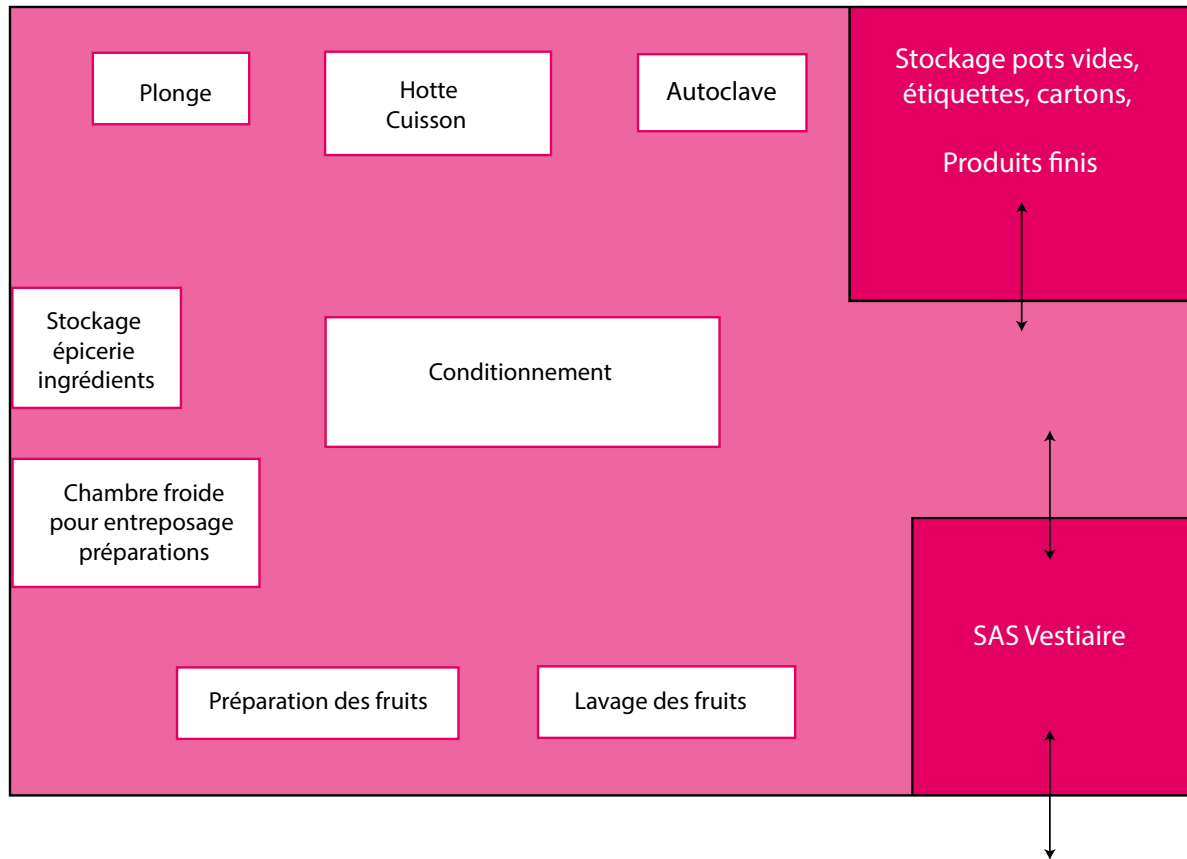 Plonge
Hotte
Cuisson
Autoclave
Stockage pots vides,
étiquettes, cartons,
Produits finis
Stockage
épicerie
ingrédients
Conditionnement
Chambre froide
pour entreposage
préparations
SAS Vestiaire
Préparation des fruits
Lavage des fruits